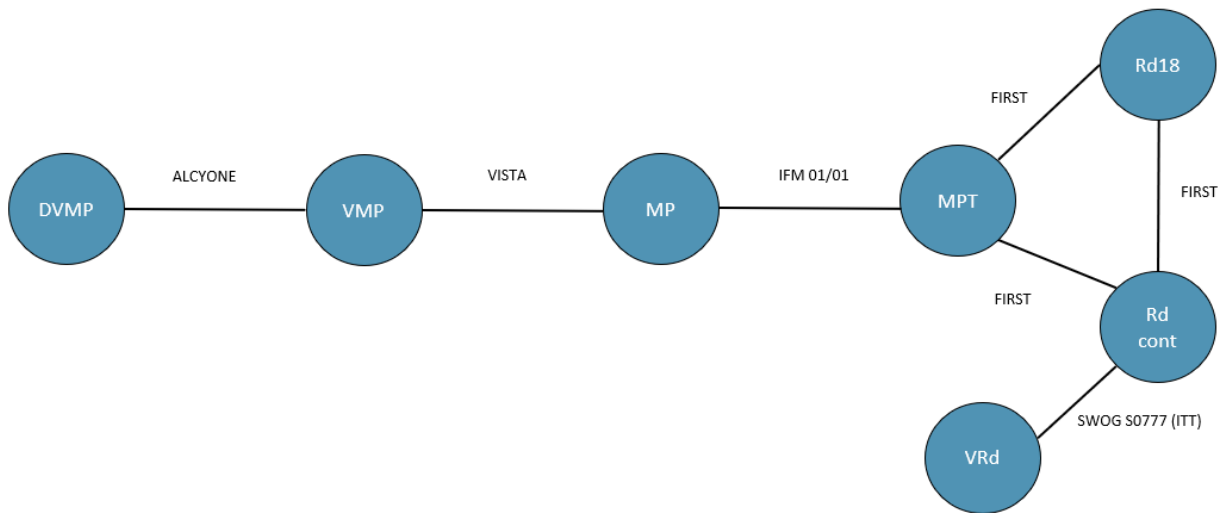 Rd18
FIRST
ALCYONE
VISTA
IFM 01/01
FIRST
DVMP
VMP
MP
MPT
FIRST
Rd
cont
SWOG S0777 (ITT)
VRd